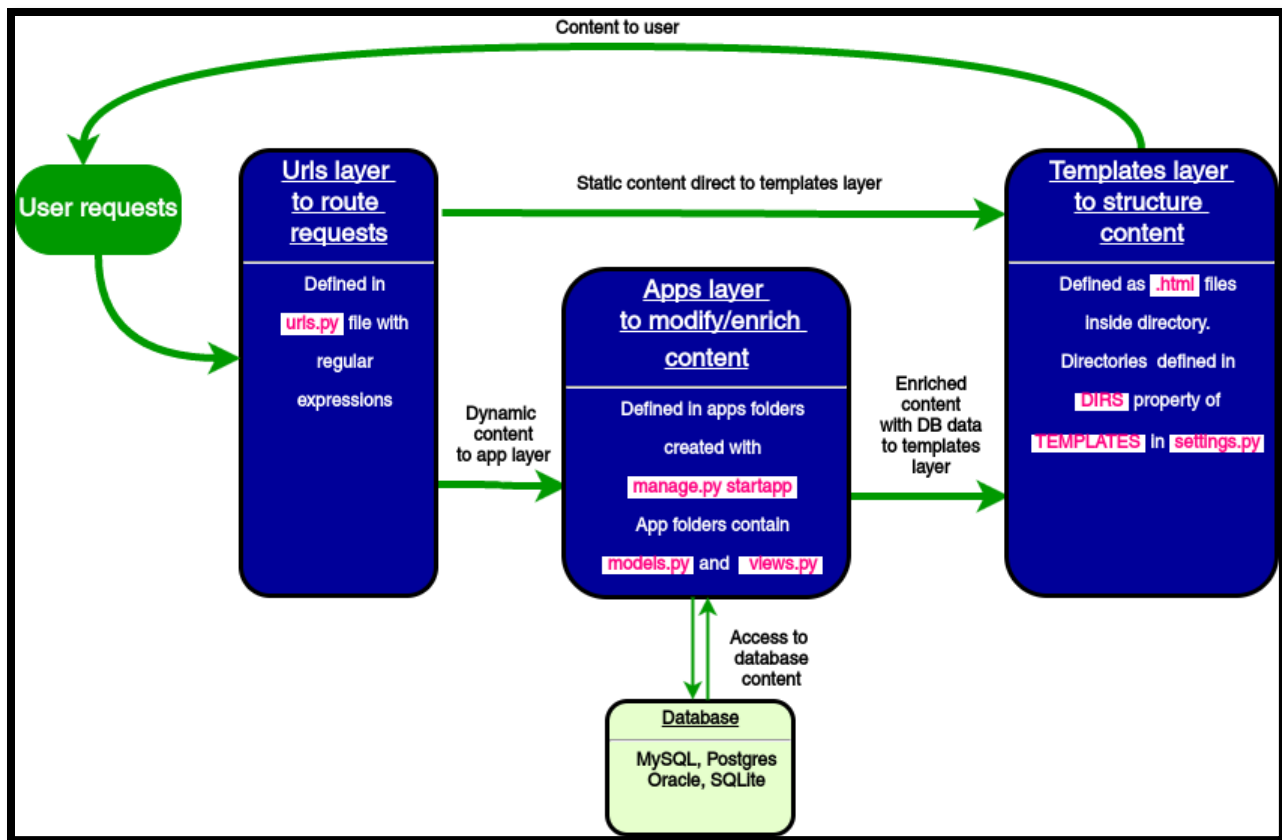 Content to user
User requests
Urls layer
to route
requests
Defined in
urls.py file with
regular
expressions
Static content direct to templates layer
Dynamic
content
to app layer
Apps layer
to modify/enrich
content
Defined in apps folders
created with
manage.py startapp
App folders contain
models.py and views.py
Enriched
content
with DB data
to templates
layer
Templates layer
to structure
content
Defined as .html files
inside directory.
Directories defined in
DIRS property of
TEMPLATES in settings.py
Access to
database
content
Database
MySQL, Postgres
Oracle, SQLite